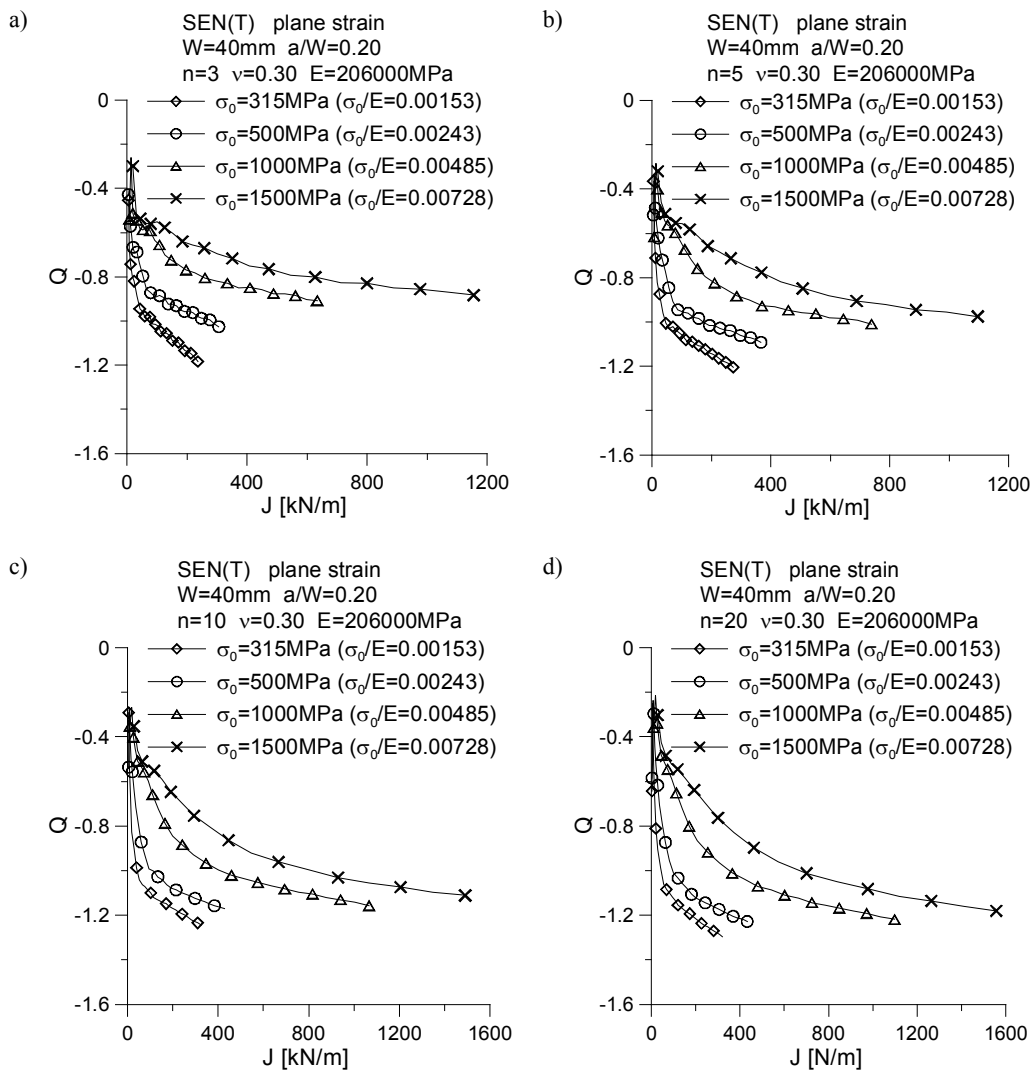 a)
SEN(T) plane strain
W=40mm a/W=0.20
n=3 ν=0.30 E=206000MPa
σ0=315MPa (σ0/E=0.00153)
σ0=500MPa (σ0/E=0.00243)
σ0=1000MPa (σ0/E=0.00485)
σ0=1500MPa (σ0/E=0.00728)
0
-0.4
-0.8
-1.2
-1.6
Q
0 400 800 1200
J [kN/m]
b)
SEN(T) plane strain
W=40mm a/W=0.20
n=5 ν=0.30 E=206000MPa
σ0=315MPa (σ0/E=0.00153)
σ0=500MPa (σ0/E=0.00243)
σ0=1000MPa (σ0/E=0.00485)
σ0=1500MPa (σ0/E=0.00728)
0
-0.4
-0.8
-1.2
-1.6
Q
0 400 800 1200
J [kN/m]
c)
SEN(T) plane strain
W=40mm a/W=0.20
n=10 ν=0.30 E=206000MPa
σ0=315MPa (σ0/E=0.00153)
σ0=500MPa (σ0/E=0.00243)
σ0=1000MPa (σ0/E=0.00485)
σ0=1500MPa (σ0/E=0.00728)
0
-0.4
-0.8
-1.2
-1.6
Q
0 400 800 1200 1600
J [kN/m]
d)
SEN(T) plane strain
W=40mm a/W=0.20
n=20 ν=0.30 E=206000MPa
σ0=315MPa (σ0/E=0.00153)
σ0=500MPa (σ0/E=0.00243)
σ0=1000MPa (σ0/E=0.00485)
σ0=1500MPa (σ0/E=0.00728)
0
-0.4
-0.8
-1.2
-1.6
Q
0 400 800 1200 1600
J [N/m]